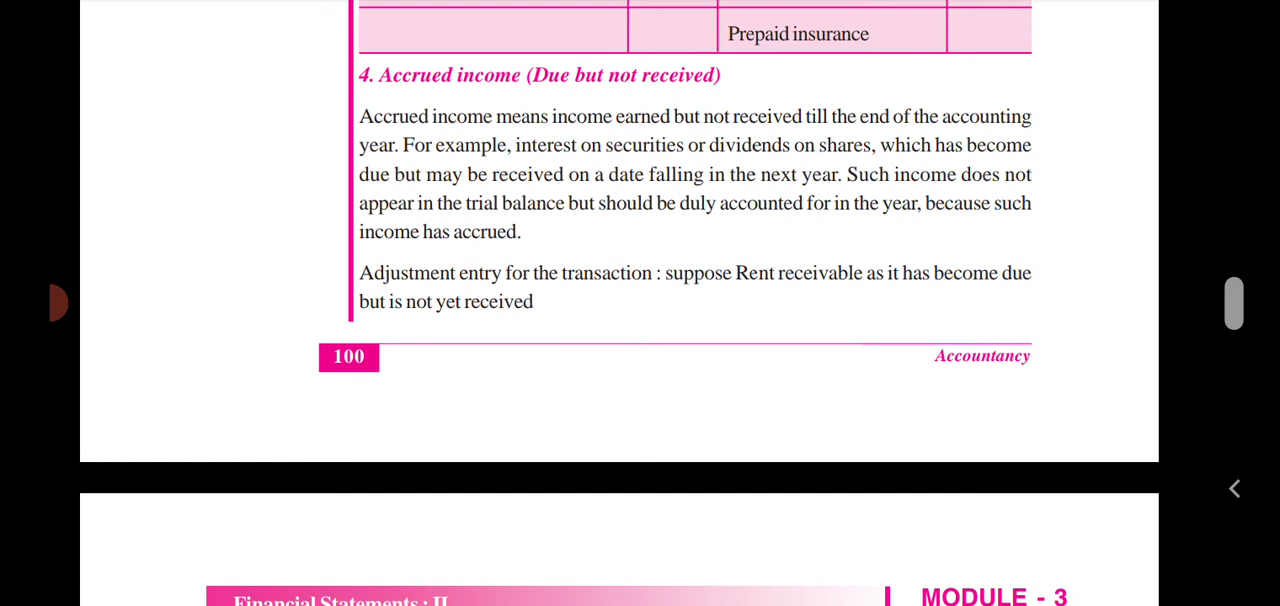 Prepaid insurance
4. Accrued income (Due but not received)
Accrued income means income earned but not received till the end of the accounting
year. For example, interest on securities or dividends on shares, which has become
due but may be received on a date falling in the next year. Such income does not
appear in the trial balance but should be duly accounted for in the year, because such
income has accrued.
Adjustment entry for the transaction : suppose Rent receivable as it has become due
but is not yet received
100
Accountancy
Financial Statements : II
MODULE - 3